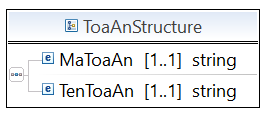 ToaAnStructure
e MaToaAn [1..1] string
e TenToaAn [1..1] string